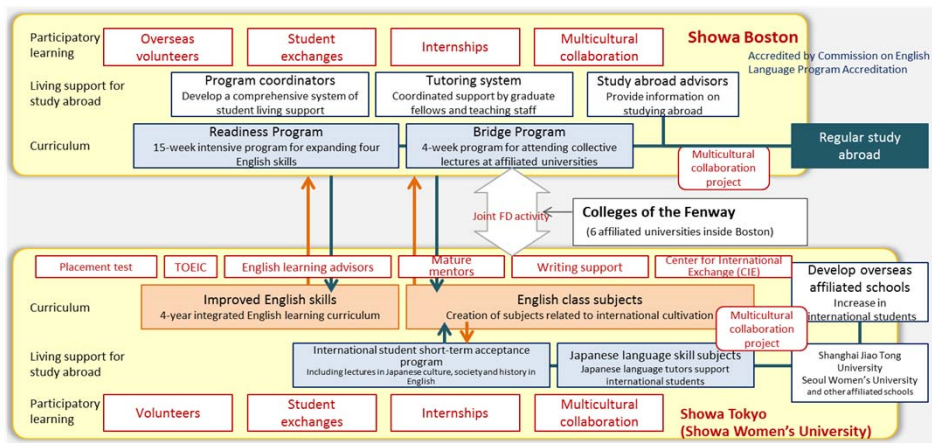 Participatory
learning
Overseas
volunteers
Student
exchanges
Internships
Multicultural
collaboration
Showa Boston
Accredited by Commission on English
Language Program Accreditation
Living support for
study abroad
Program coordinators
Develop a comprehensive system of
student living support
Tutoring system
Coordinated support by graduate
fellows and teaching staff
Study abroad advisors
Provide information on
studying abroad
Curriculum
Readiness Program
15-week intensive program for expanding four
English skills
Bridge Program
4-week program for attending collective
lectures at affiliated universities
Regular study
abroad
Multicultural
collaboration
project
Joint FD activity
Colleges of the Fenway
(6 affiliated universities inside Boston)
Placement test
TOEIC
English learning advisors
Mature
mentors
Writing support
Center for International
Exchange (CIE)
Develop overseas
affiliated schools
Increase in
international students
Curriculum
Improved English skills
4-year integrated English learning curriculum
English class subjects
Creation of subjects related to international cultivation
Multicultural
collaboration
project
Living support for
study abroad
International student short-term acceptance
program
Including lectures in Japanese culture, society and history in
English
Japanese language skill subjects
Japanese language tutors support
international students
Shanghai Jiao Tong
University
Seoul Women's University
and other affiliated schools
Participatory
learning
Volunteers
Student
exchanges
Internships
Multicultural
collaboration
Showa Tokyo
(Showa Women's University)